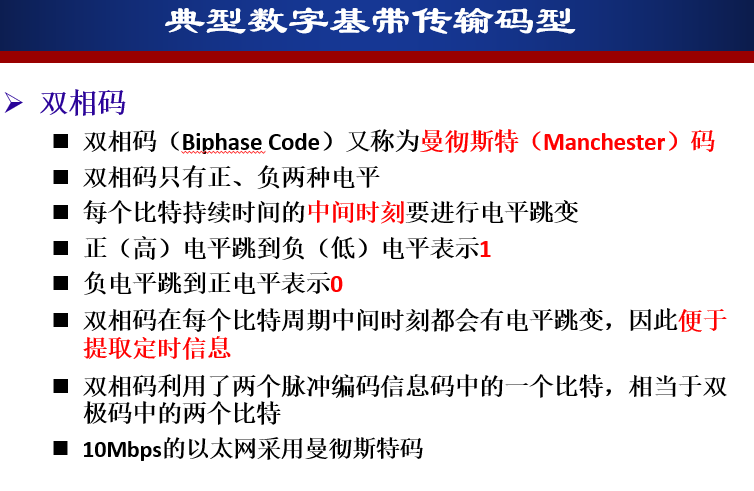 典型数字基带传输码型
双相码
双相码（Biphase Code）又称为曼彻斯特（Manchester）码
双相码只有正、负两种电平
每个比特持续时间的中间时刻要进行电平跳变
正（高）电平跳到负（低）电平表示1
负电平跳到正电平表示0
双相码在每个比特周期中间时刻都会有电平跳变，因此便于
提取定时信息
双相码利用了两个脉冲编码信息码中的一个比特，相当于双
极码中的两个比特
10Mbps的以太网采用曼彻斯特码